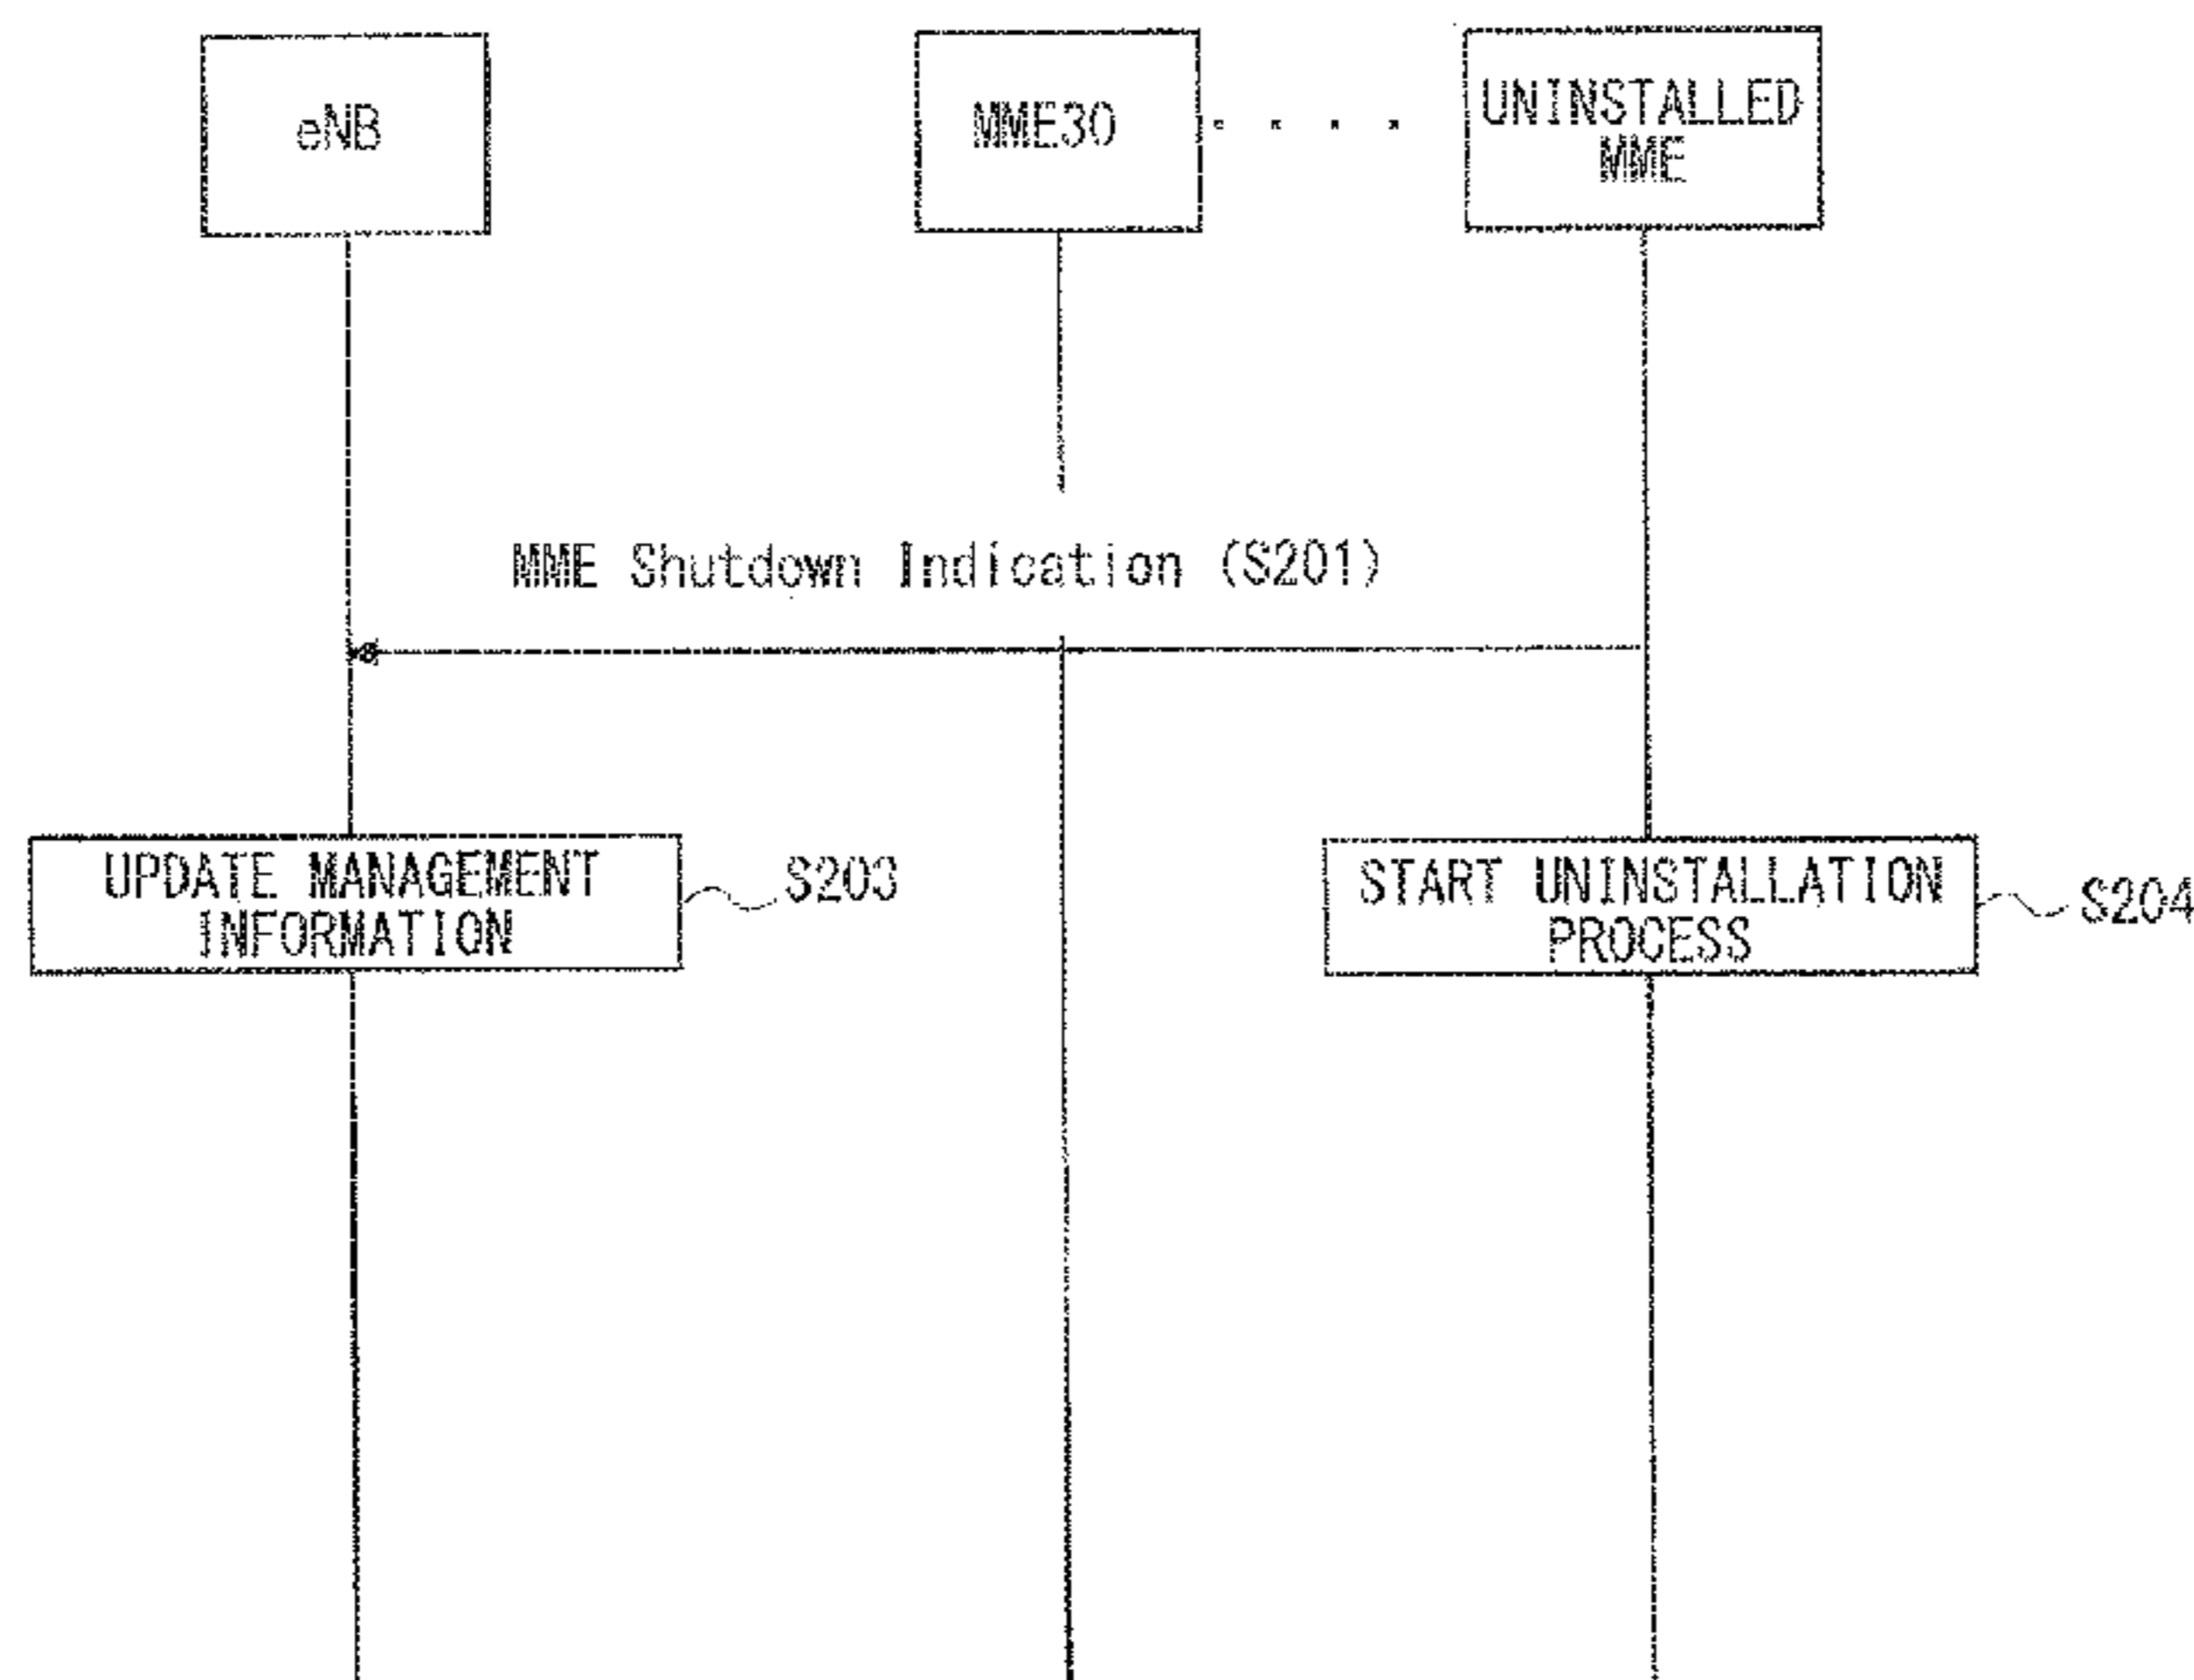 eNB
MME30
UNINSTALLED
MME
MME Shutdown Indication (S201)
UPDATE MANAGEMENT
INFORMATION
S203
START UNINSTALLATION
PROCESS
S204